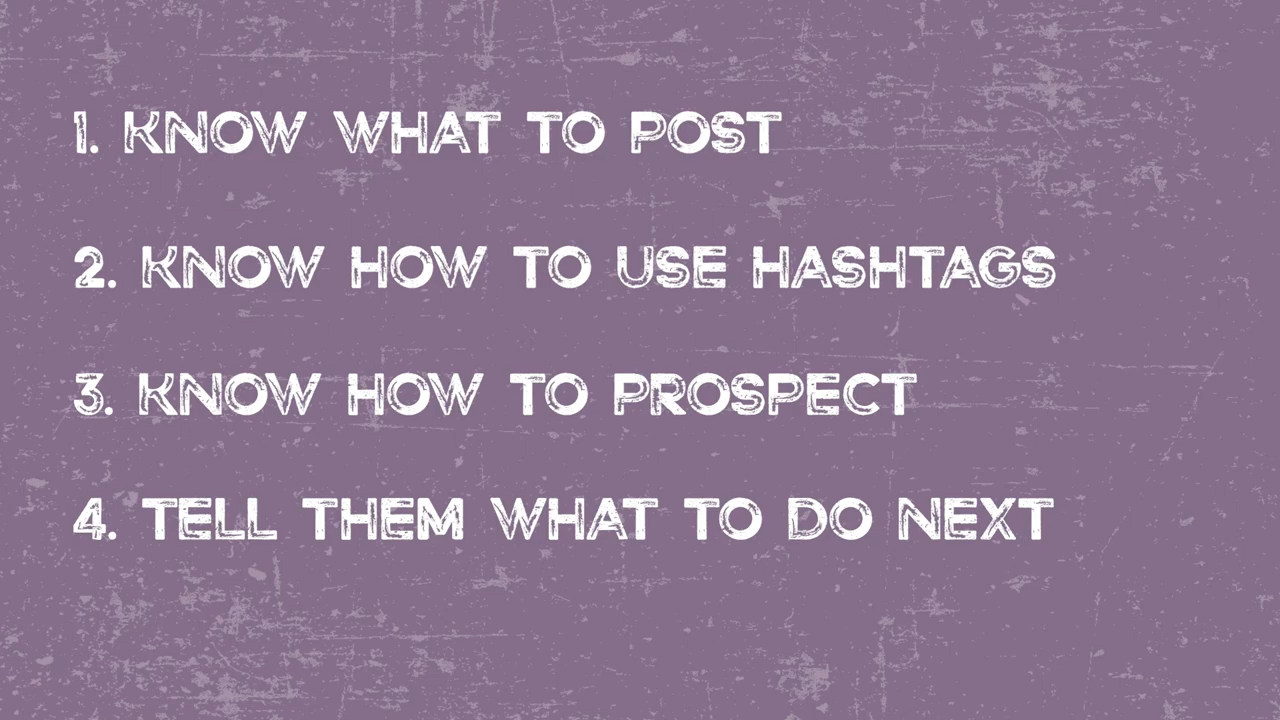 1. KNOW WHAT TO POST
2. KNOW HOW TO USE HASHTAGS
3. KNOW HOW TO PROSPECT
4. TELL THEM WHAT TO DO NEXT